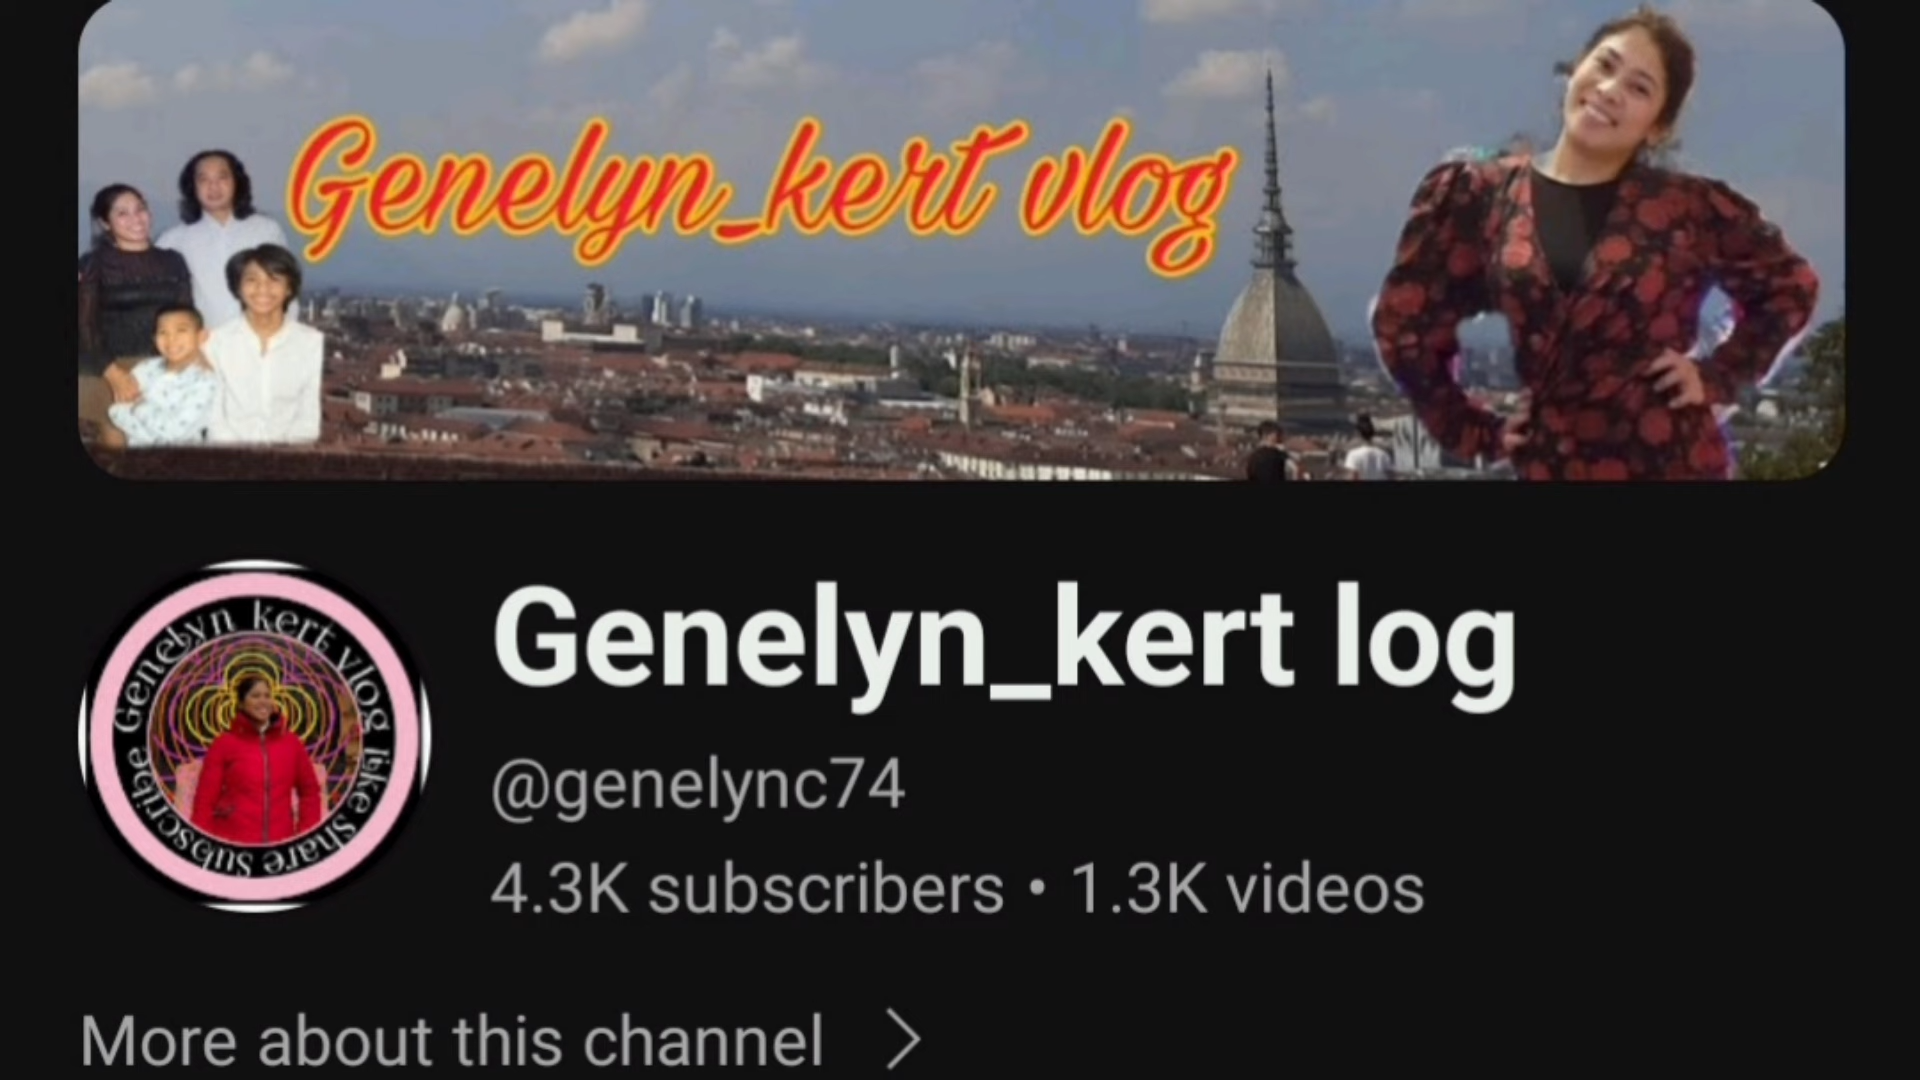 Genelyn_kert vlog
Genelyn kert vlog like share subscribe
Genelyn_kert log
@genelync74
4.3K subscribers • 1.3K videos
More about this channel >